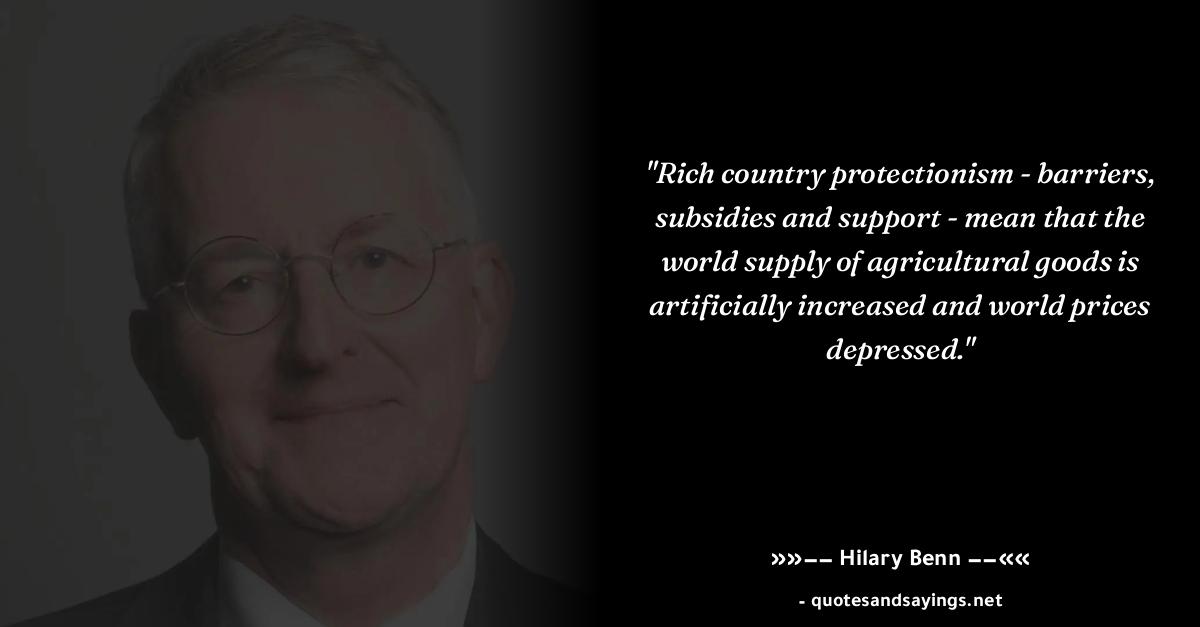 "Rich country protectionism - barriers,
subsidies and support - mean that the
world supply of agricultural goods is
artificially increased and world prices
depressed."
»»−− Hilary Benn −−««
- quotesandsayings.net